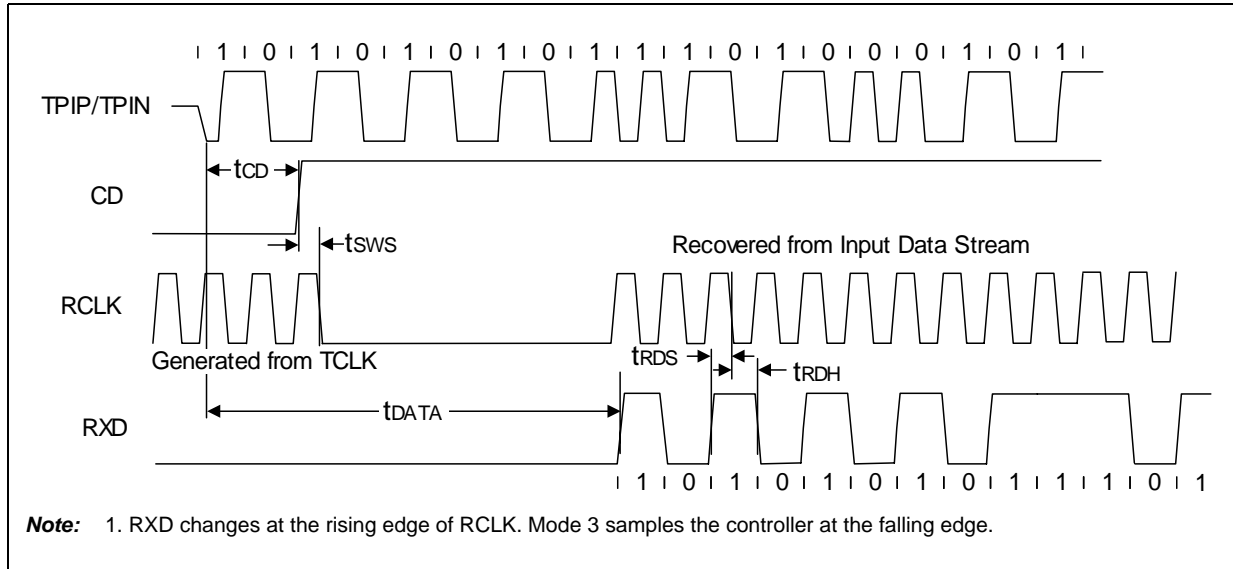 | 1 | 0 | 1 | 0 | 1 | 0 | 1 | 0 | 1 | 1 | 1 | 0 | 1 | 0 | 0 | 0 | 1 | 0 | 1 |
TPIP/TPIN
tCD
CD
tSWS
Recovered from Input Data Stream
RCLK
Generated from TCLK
tRDS
tRDH
tDATA
RXD
| 1 | 0 | 1 | 0 | 1 | 0 | 1 | 0 | 1 | 1 | 1 | 0 | 1
Note: 1. RXD changes at the rising edge of RCLK. Mode 3 samples the controller at the falling edge.